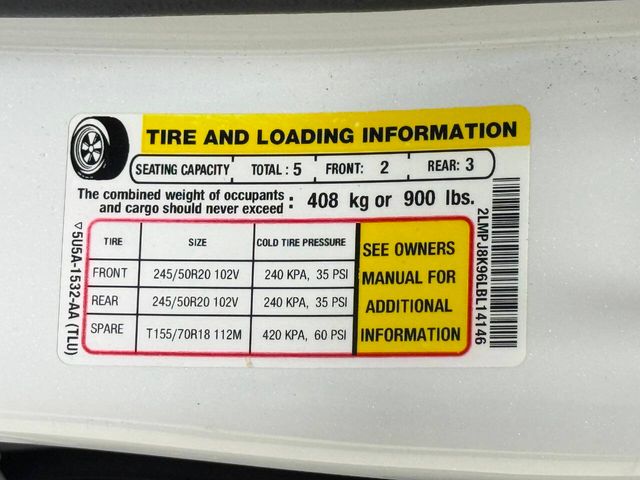 TIRE AND LOADING INFORMATION
SEATING CAPACITY TOTAL : 5 FRONT: 2 REAR: 3
The combined weight of occupants
and cargo should never exceed : 408 kg or 900 lbs.
TIRE SIZE COLD TIRE PRESSURE
FRONT 245/50R20 102V 240 KPA, 35 PSI
REAR 245/50R20 102V 240 KPA, 35 PSI
SPARE T155/70R18 112M 420 KPA, 60 PSI
SEE OWNERS
MANUAL FOR
ADDITIONAL
INFORMATION
5U5A-1532-AA (TLU)
2LMPJ8K96LBL14146